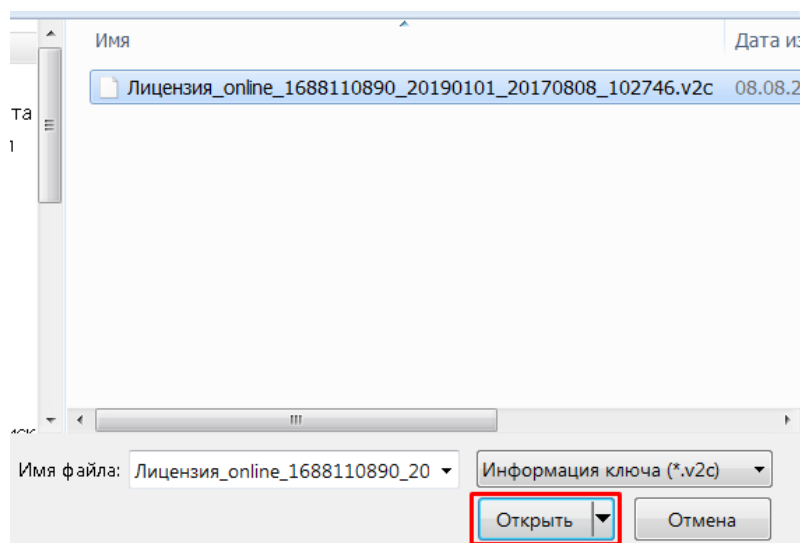 Имя Дата из
Лицензия_online_1688110890_20190101_20170808_102746.v2c 08.08.2
та
Имя файла: Лицензия_online_1688110890_20 Информация ключа (*.v2c)
Открыть Отмена